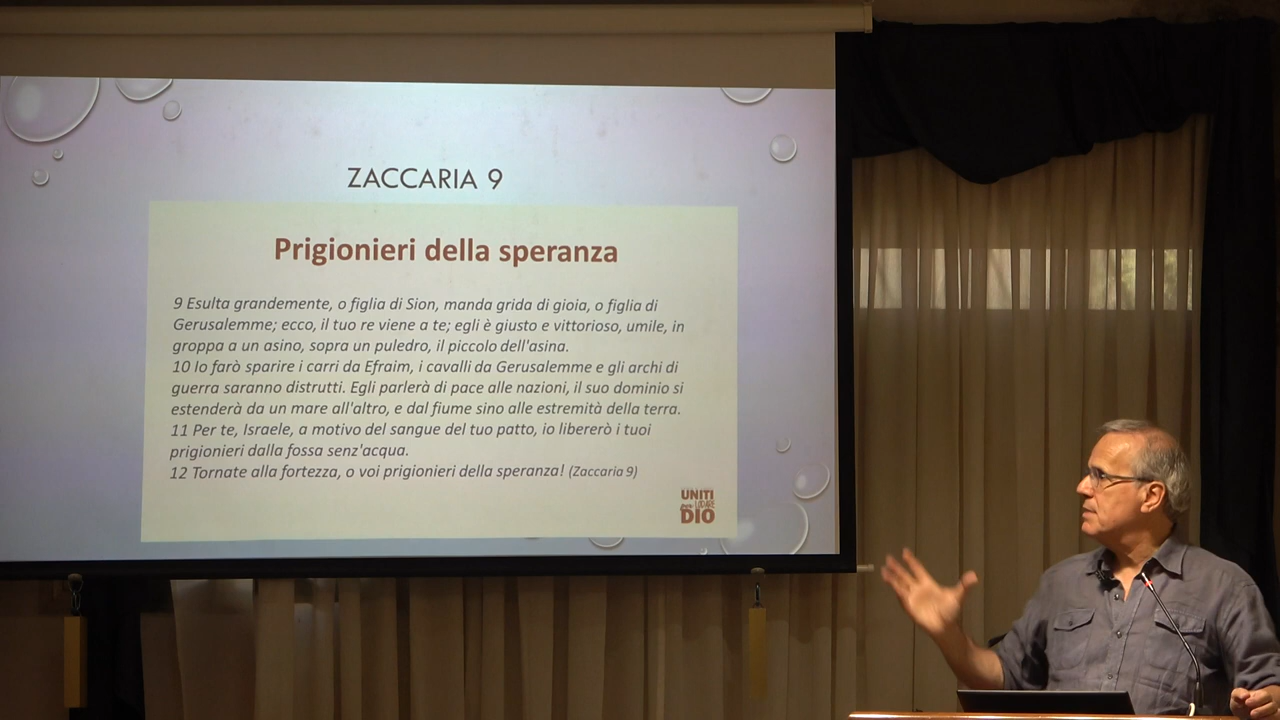 ZACCARIA 9
Prigionieri della speranza
9 Esulta grandemente, o figlia di Sion, manda grida di gioia, o figlia di
Gerusalemme; ecco, il tuo re viene a te; egli è giusto e vittorioso, umile, in
groppa a un asino, sopra un puledro, il piccolo dell'asina.
10 Io farò sparire i carri da Efraim, i cavalli da Gerusalemme e gli archi di
guerra saranno distrutti. Egli parlerà di pace alle nazioni, il suo dominio si
estenderà da un mare all'altro, e dal fiume sino alle estremità della terra.
11 Per te, Israele, a motivo del sangue del tuo patto, io libererò i tuoi
prigionieri dalla fossa senz'acqua.
12 Tornate alla fortezza, o voi prigionieri della speranza! (Zaccaria 9)
UNITI
per LODARE
DIO